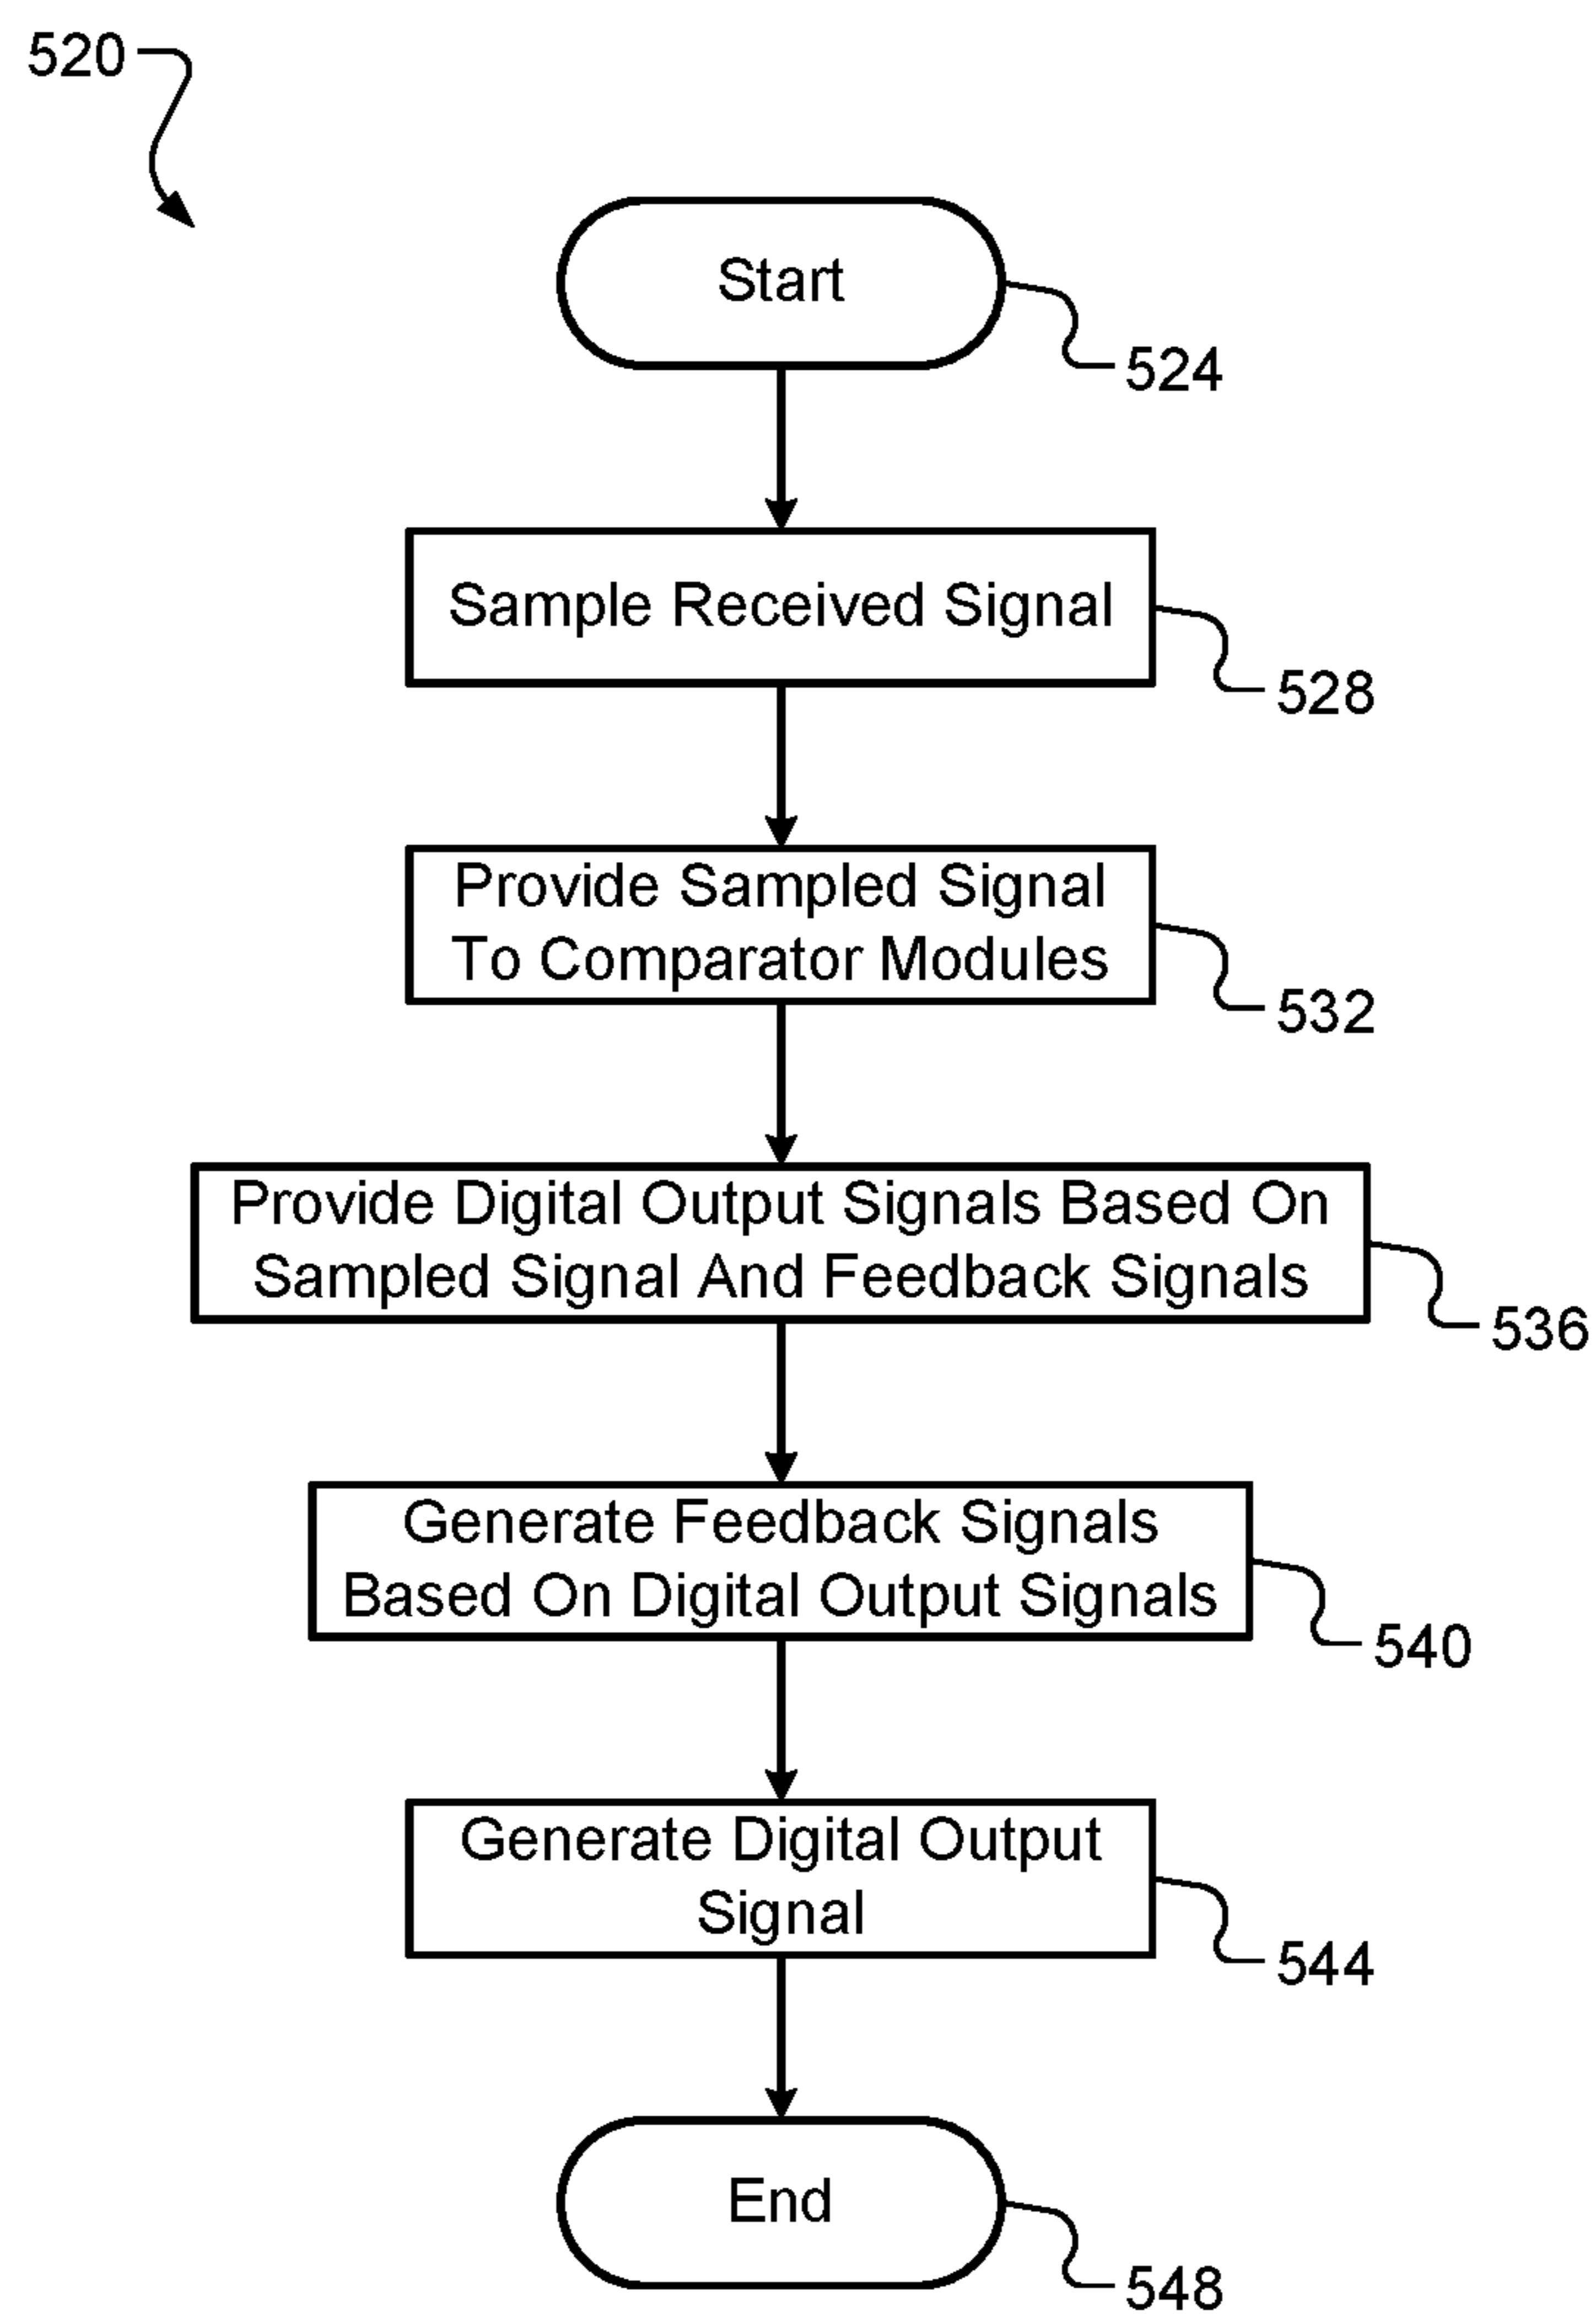 520
Start
524
Sample Received Signal
528
Provide Sampled Signal
To Comparator Modules
532
Provide Digital Output Signals Based On
Sampled Signal And Feedback Signals
536
Generate Feedback Signals
Based On Digital Output Signals
540
Generate Digital Output
Signal
544
End
548